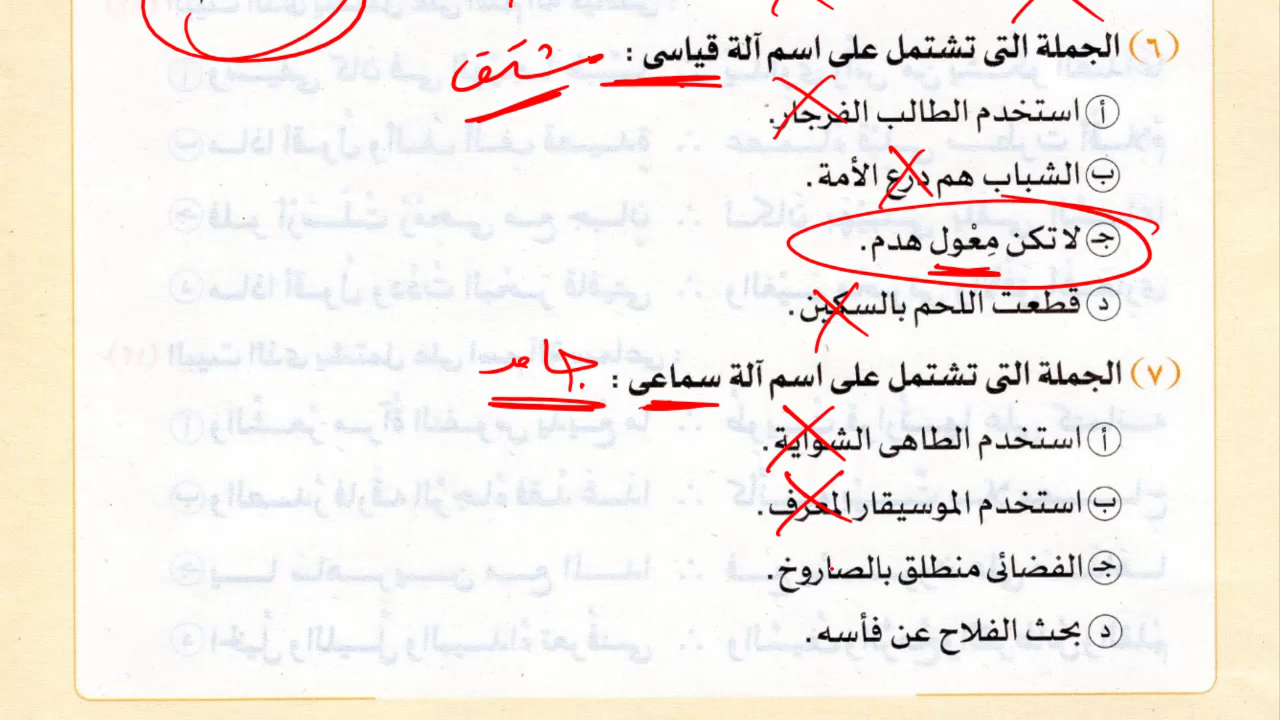 (٦) الجملة التى تشتمل على اسم آلة قياسى : مشتق
أ استخدم الطالب الفرجار.
ب الشباب هم درع الأمة.
جـ لا تكن مِعْول هدم.
د قطعت اللحم بالسكين.
(٧) الجملة التى تشتمل على اسم آلة سماعى : جامد
أ استخدم الطاهى الشواية.
ب استخدم الموسيقار المعزف.
جـ الفضائى منطلق بالصاروخ.
د بحث الفلاح عن فأسه.